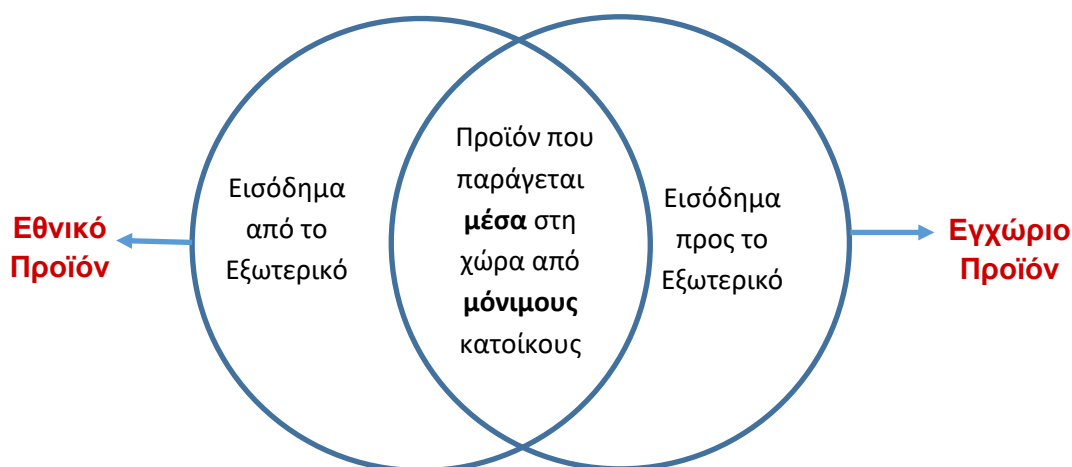 Εθνικό
Προϊόν
Εισόδημα
από το
Εξωτερικό
Προϊόν που
παράγεται
μέσα στη
χώρα από
μόνιμους
κατοίκους
Εισόδημα
προς το
Εξωτερικό
Εγχώριο
Προϊόν